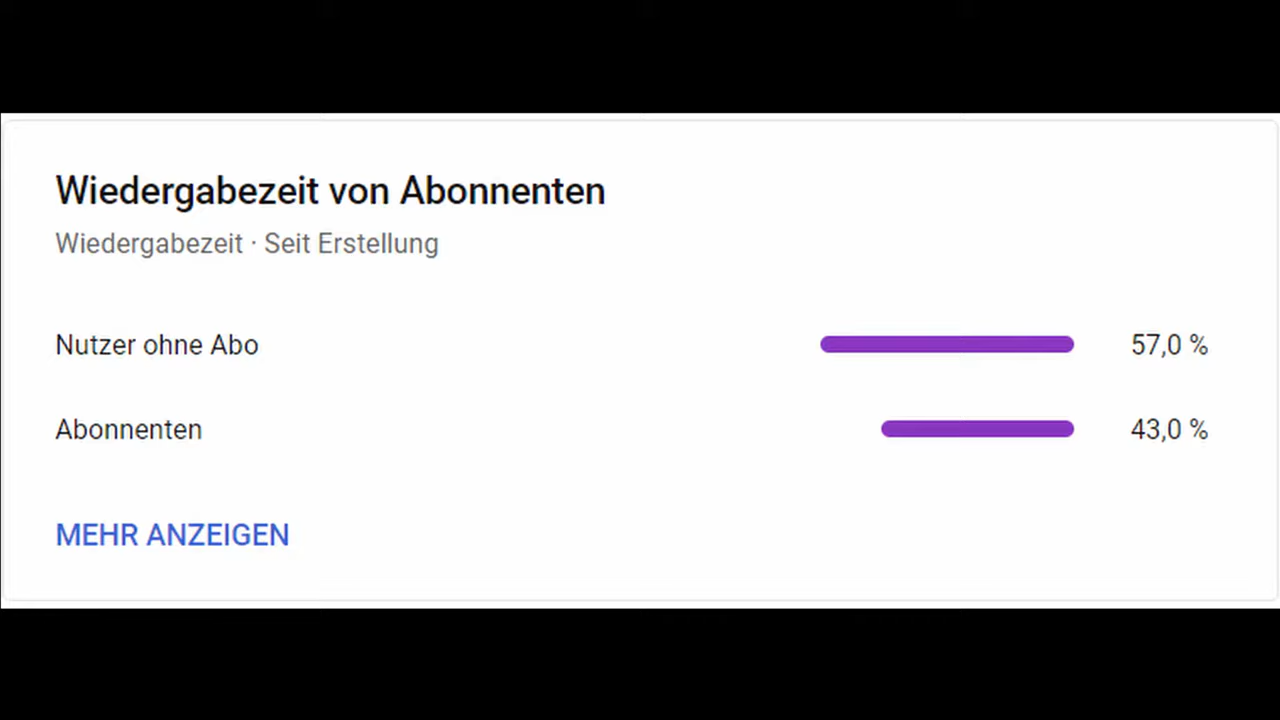 Wiedergabezeit von Abonnenten
Wiedergabezeit · Seit Erstellung
Nutzer ohne Abo 57,0 %
Abonnenten 43,0 %
MEHR ANZEIGEN